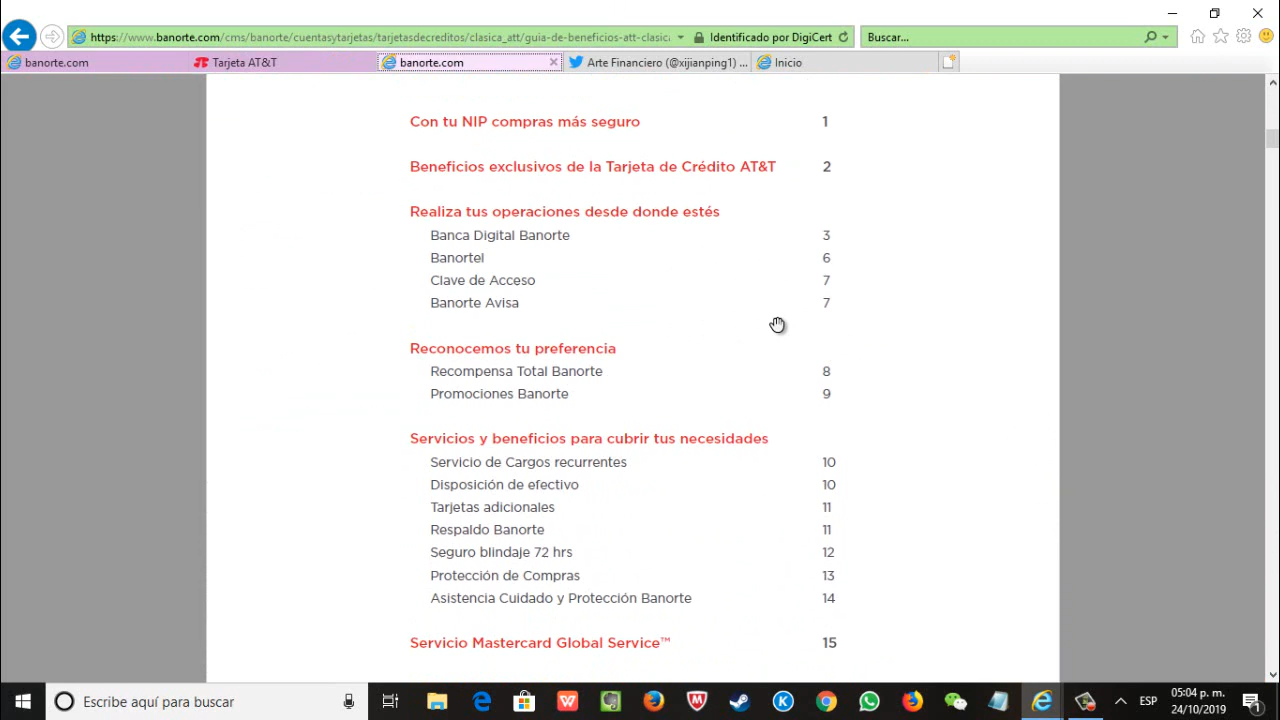 https://www.banorte.com/cms/banorte/cuentasytarjetas/tarjetasdecreditos/clasica_att/guia-de-beneficios-att-clasica
Identificado por DigiCert
Buscar...
banorte.com
Tarjeta AT&T
banorte.com
Arte Financiero (@xijianping1) ...
Inicio
Con tu NIP compras más seguro 1
Beneficios exclusivos de la Tarjeta de Crédito AT&T 2
Realiza tus operaciones desde donde estés
Banca Digital Banorte 3
Banortel 6
Clave de Acceso 7
Banorte Avisa 7
Reconocemos tu preferencia
Recompensa Total Banorte 8
Promociones Banorte 9
Servicios y beneficios para cubrir tus necesidades
Servicio de Cargos recurrentes 10
Disposición de efectivo 10
Tarjetas adicionales 11
Respaldo Banorte 11
Seguro blindaje 72 hrs 12
Protección de Compras 13
Asistencia Cuidado y Protección Banorte 14
Servicio Mastercard Global Service™ 15
Escribe aquí para buscar
ESP
05:04 p. m.
24/10/2019